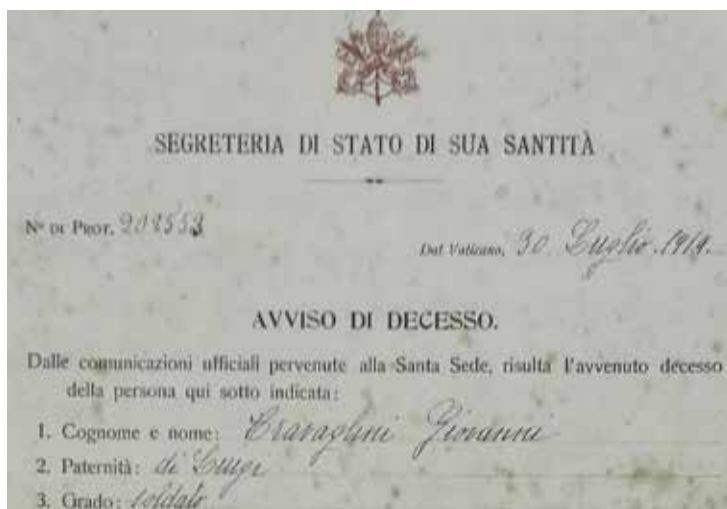 SEGRETERIA DI STATO DI SUA SANTITÀ
Nº DI PROT. 201553
Dal Vaticano, 30 Luglio 1919.
AVVISO DI DECESSO.
Dalle comunicazioni ufficiali pervenute alla Santa Sede, risulta l'avvenuto decesso
della persona qui sotto indicata:
1. Cognome e nome: Travaglini Giovanni
2. Paternità: di Luigi
3. Grado: soldato